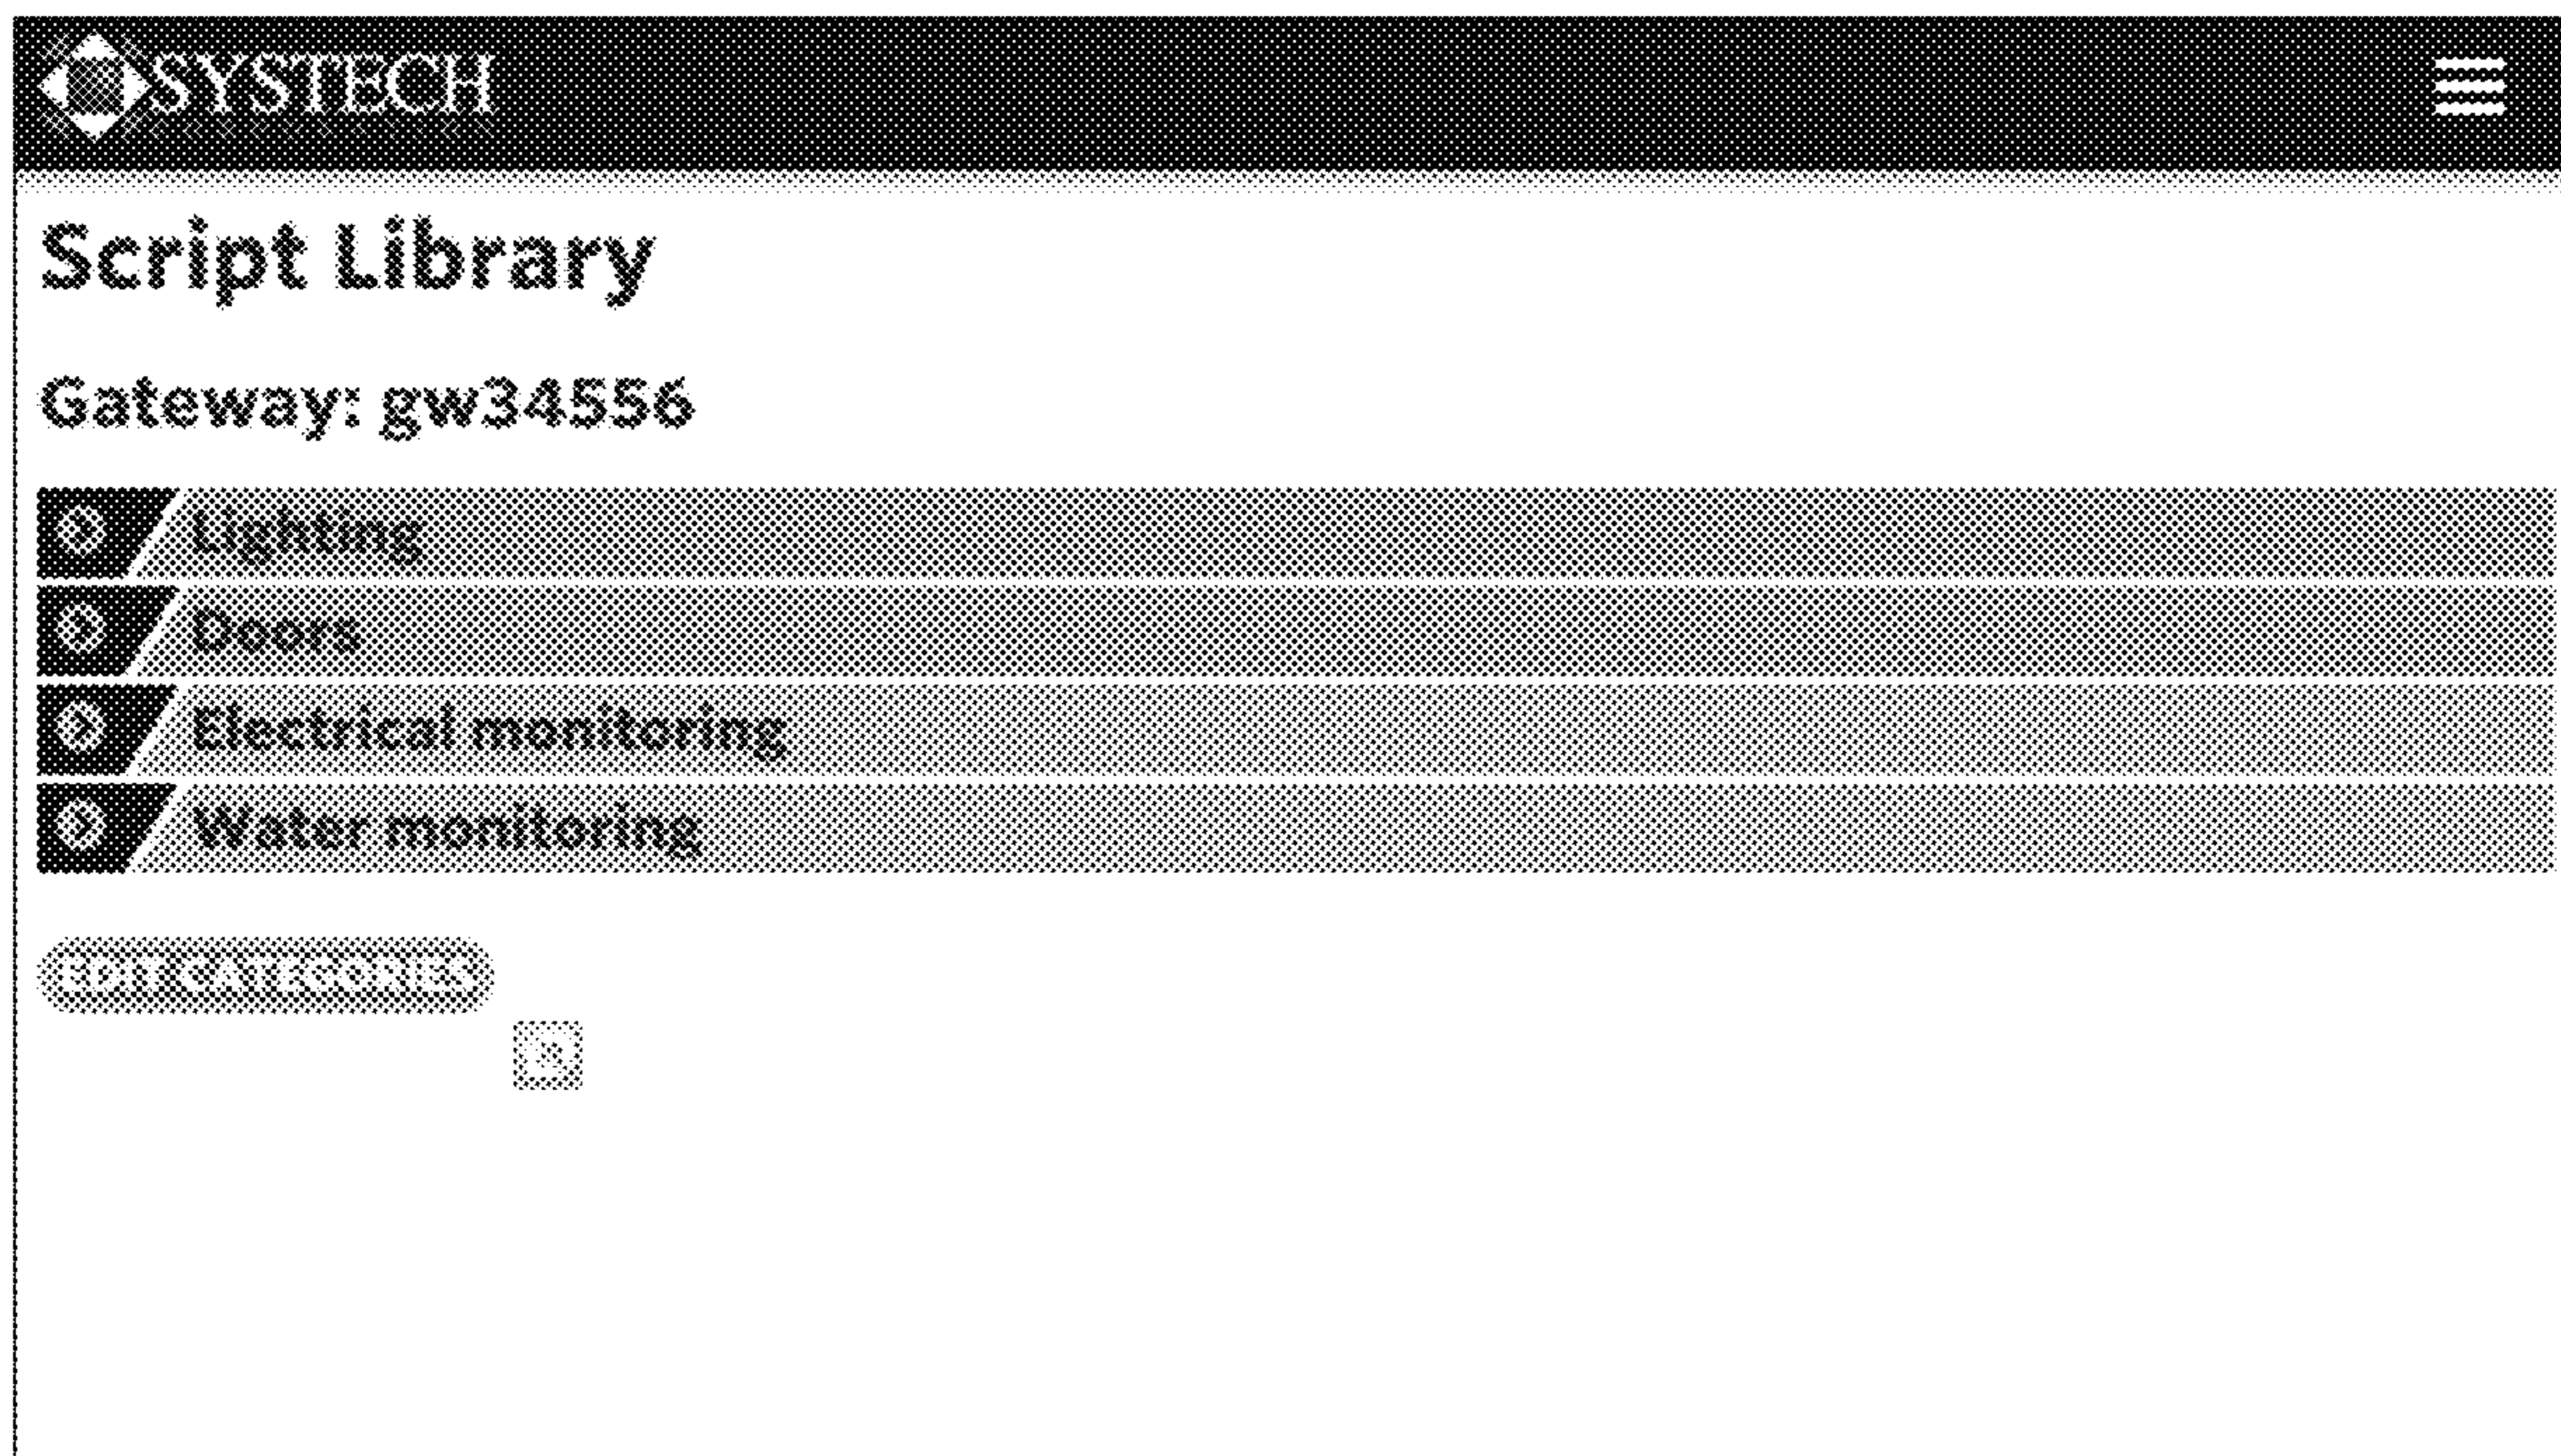 SYSTECH
Script Library
Gateway: gw34556
Lighting
Doors
Electrical monitoring
Water monitoring
EDIT CATEGORIES